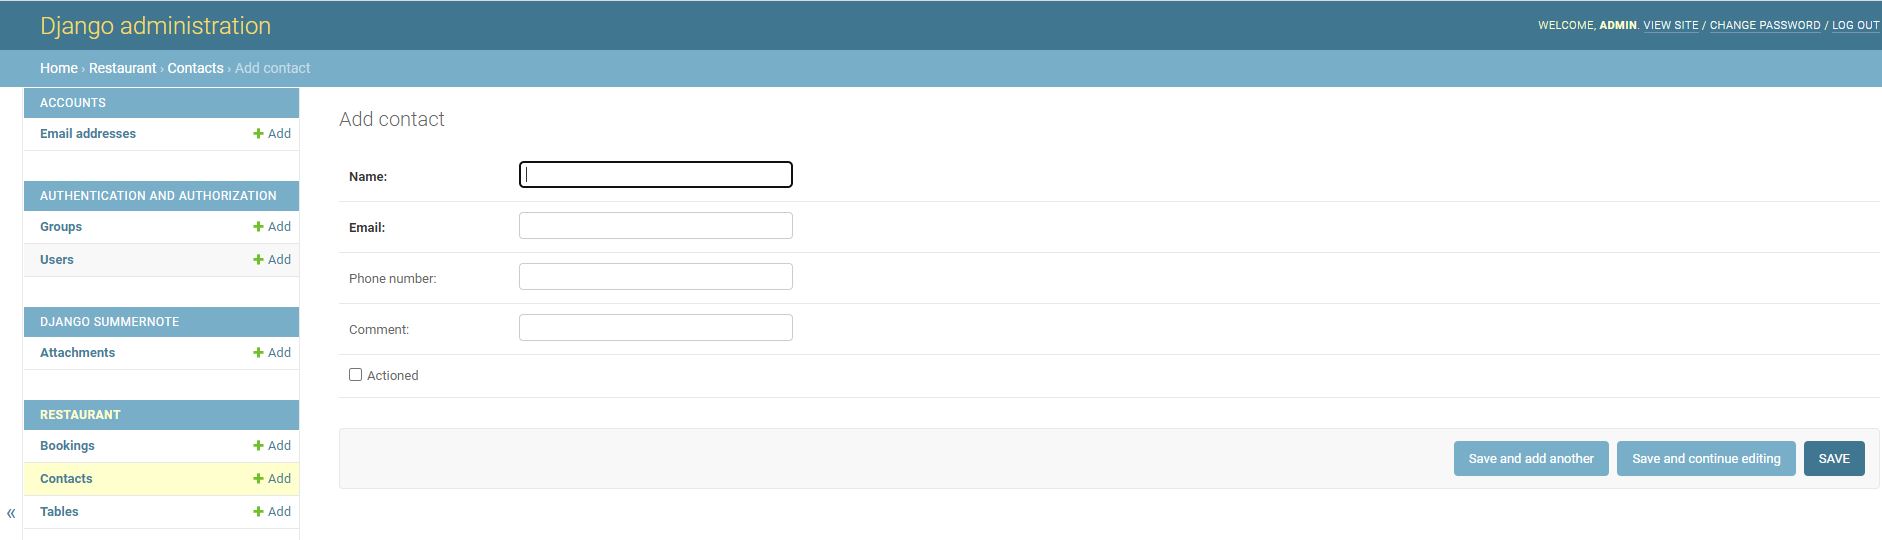 Django administration
WELCOME, ADMIN. VIEW SITE / CHANGE PASSWORD / LOG OUT
Home › Restaurant › Contacts › Add contact
ACCOUNTS
Email addresses + Add
AUTHENTICATION AND AUTHORIZATION
Groups + Add
Users + Add
DJANGO SUMMERNOTE
Attachments + Add
RESTAURANT
Bookings + Add
Contacts + Add
Tables + Add
«
Add contact
Name:
Email:
Phone number:
Comment:
Actioned
Save and add another
Save and continue editing
SAVE